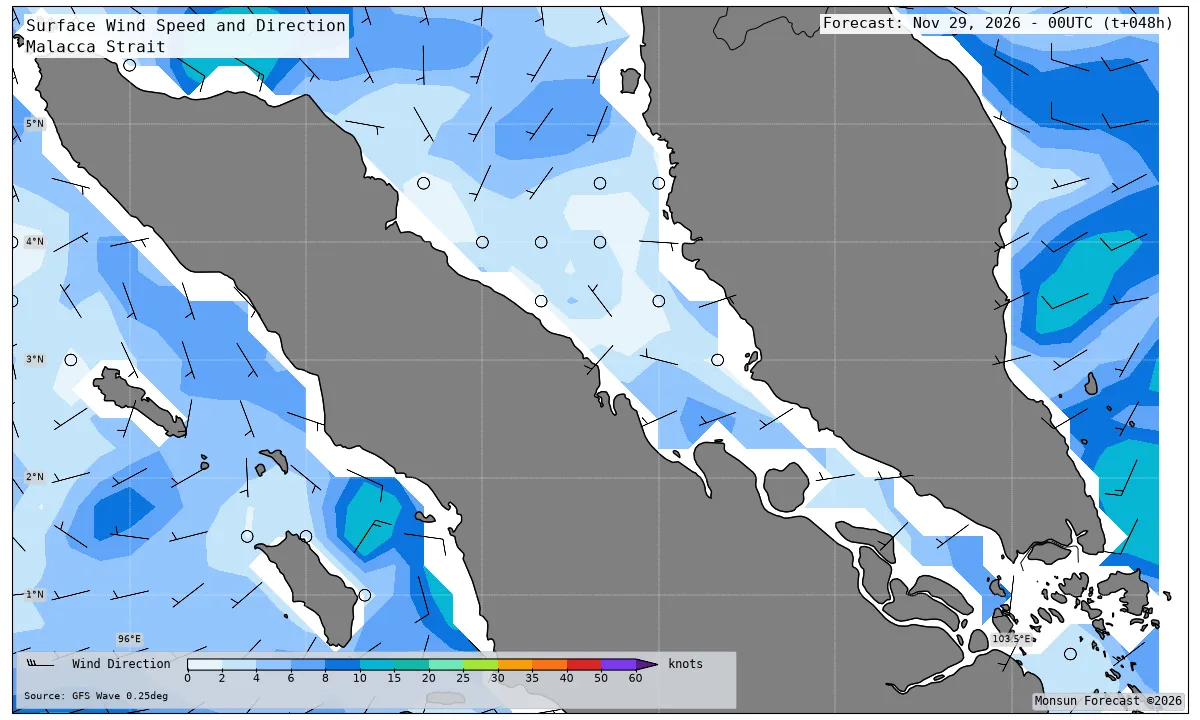 Surface Wind Speed and Direction
Malacca Strait
Forecast: Nov 29, 2026 - 00UTC (t+048h)
5°N
4°N
3°N
2°N
1°N
96°E
103.5°E
Wind Direction
knots
0 2 4 6 8 10 15 20 25 30 35 40 50 60
Source: GFS Wave 0.25deg
Monsun Forecast ©2026